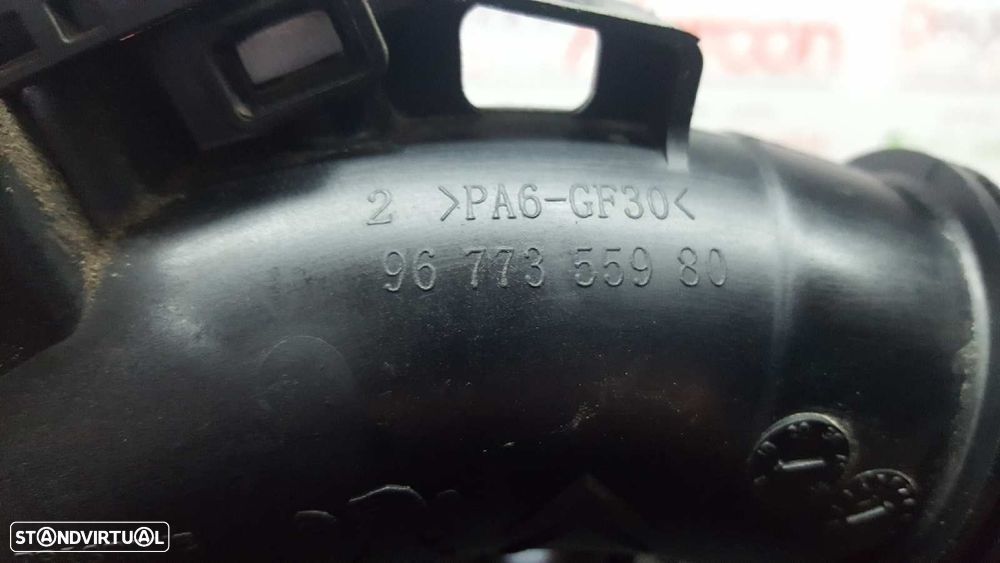 2 >PA6-GF30<
96 773 559 80
STANDVIRTUAL